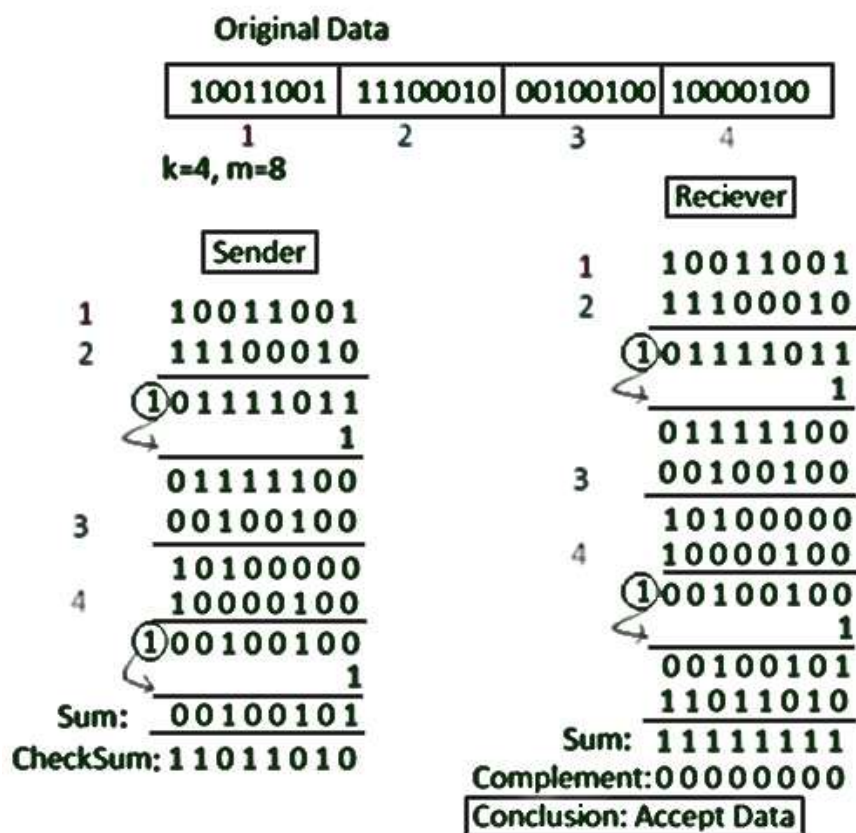 Original Data
10011001 11100010 00100100 10000100
1 2 3 4
k=4, m=8
Sender
1 10011001
2 11100010
1 01111011
1
01111100
3 00100100
10100000
4 10000100
1 00100100
1
Sum: 00100101
CheckSum: 11011010
Reciever
1 10011001
2 11100010
1 01111011
1
01111100
3 00100100
10100000
4 10000100
1 00100100
1
00100101
11011010
Sum: 11111111
Complement: 00000000
Conclusion: Accept Data